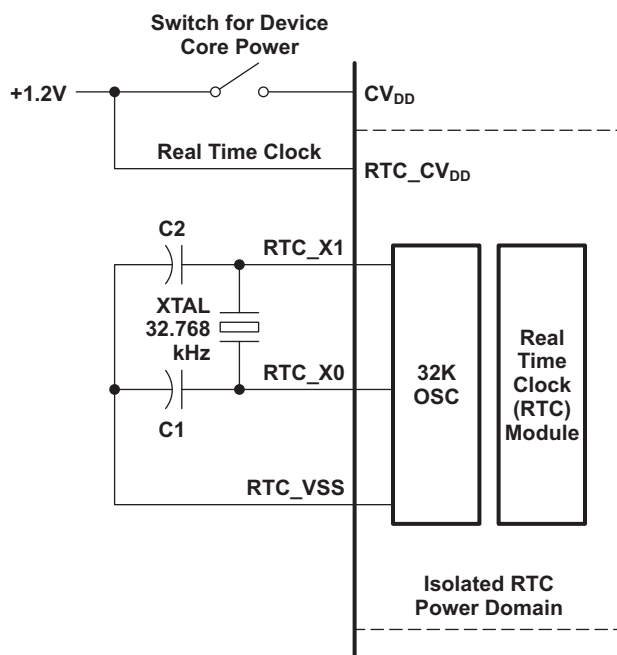 Switch for Device
Core Power
+1.2V
CVDD
Real Time Clock
RTC_CVDD
C2
RTC_X1
XTAL
32.768
kHz
RTC_X0
C1
RTC_VSS
32K
OSC
Real
Time
Clock
(RTC)
Module
Isolated RTC
Power Domain